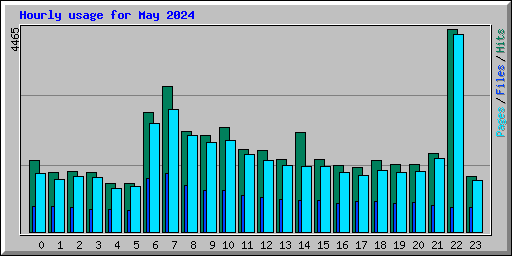 Hourly usage for May 2024
4465
Pages / Files / Hits
0 1 2 3 4 5 6 7 8 9 10 11 12 13 14 15 16 17 18 19 20 21 22 23